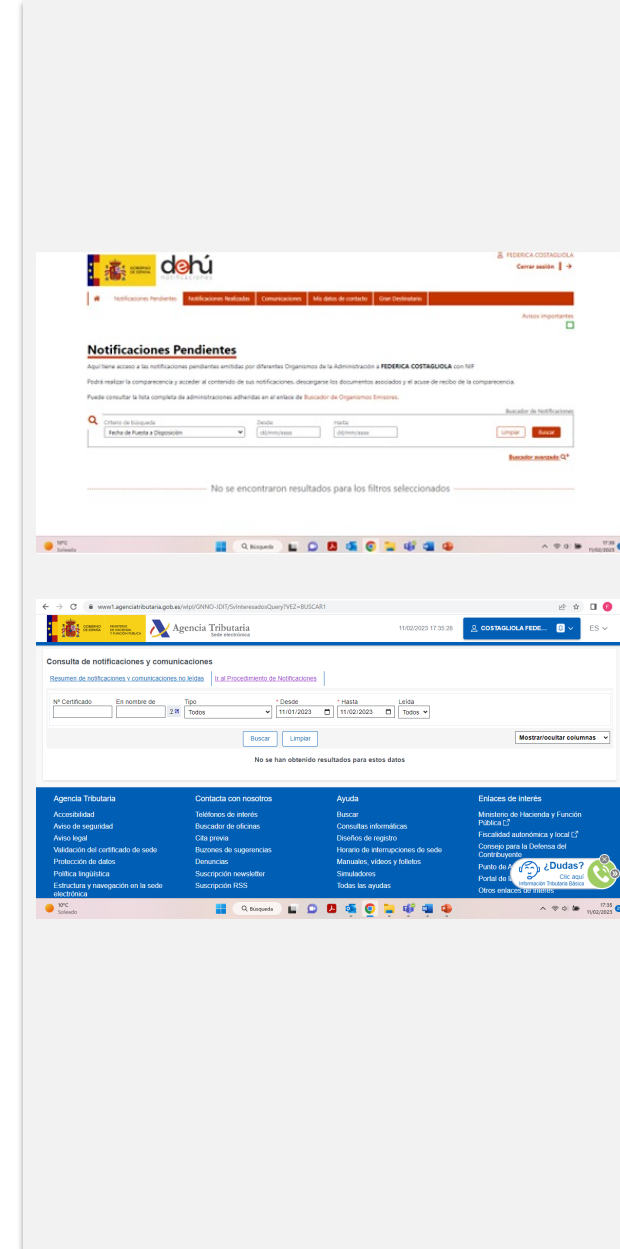 FEDERICA COSTAGLIOLA
Cerrar sesión
GOBIERNO DE ESPAÑA
dehú
notificaciones
Notificaciones Pendientes Notificaciones Realizadas Comunicaciones Mis datos de contacto Gran Destinatario
Avisos importantes
Notificaciones Pendientes
Aquí tiene acceso a las notificaciones pendientes emitidas por diferentes Organismos de la Administración a FEDERICA COSTAGLIOLA con NIF
Podrá realizar la comparecencia y acceder al contenido de sus notificaciones, descargarse los documentos asociados y el acuse de recibo de la comparecencia.
Puede consultar la lista completa de administraciones adheridas en el enlace de Buscador de Organismos Emisores.
Buscador de Notificaciones
Criterio de búsqueda Desde Hasta
Fecha de Puesta a Disposición dd/mm/aaaa dd/mm/aaaa Limpiar Buscar
Buscador avanzado
No se encontraron resultados para los filtros seleccionados
10°C
Soleado
Búsqueda
17:39
11/02/2023
www1.agenciatributaria.gob.es/wlpl/GNNO-JDIT/SvInteresadosQuery?VEZ=BUSCAR1
GOBIERNO DE ESPAÑA
MINISTERIO DE HACIENDA Y FUNCIÓN PÚBLICA
Agencia Tributaria
Sede electrónica
11/02/2023 17:35:28
COSTAGLIOLA FEDE... 0
ES
Consulta de notificaciones y comunicaciones
Resumen de notificaciones y comunicaciones no leídas Ir al Procedimiento de Notificaciones
Nº Certificado En nombre de Tipo * Desde * Hasta Leída
Todos 11/01/2023 11/02/2023 Todos
Buscar Limpiar Mostrar/ocultar columnas
No se han obtenido resultados para estos datos
Agencia Tributaria
Accesibilidad
Aviso de seguridad
Aviso legal
Validación del certificado de sede
Protección de datos
Política lingüística
Estructura y navegación en la sede
electrónica
Contacta con nosotros
Teléfonos de interés
Buscador de oficinas
Cita previa
Buzones de sugerencias
Denuncias
Suscripción newsletter
Suscripción RSS
Ayuda
Buscar
Consultas informáticas
Diseños de registro
Horario de interrupciones de sede
Manuales, vídeos y folletos
Simuladores
Todas las ayudas
Enlaces de interés
Ministerio de Hacienda y Función
Pública
Fiscalidad autonómica y local
Consejo para la Defensa del
Contribuyente
Punto de
Portal de
Otros enlaces de interés
¿Dudas?
Clic aquí
Información Tributaria Básica
10°C
Soleado
Búsqueda
17:35
11/02/2023